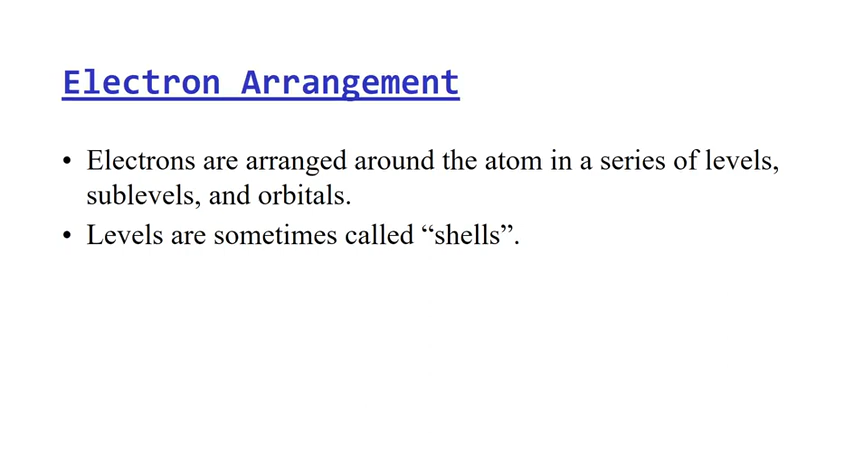 Electron Arrangement
• Electrons are arranged around the atom in a series of levels,
sublevels, and orbitals.
• Levels are sometimes called “shells”.